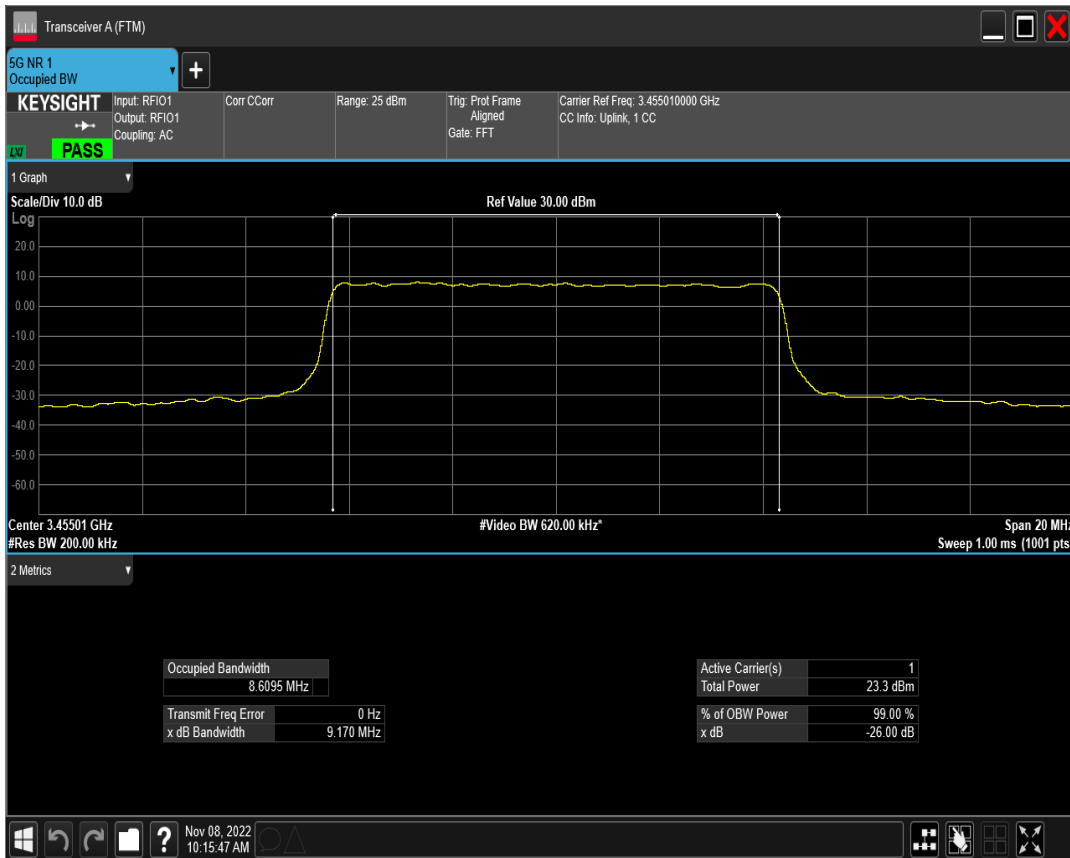 Transceiver A (FTM)
5G NR 1
Occupied BW
+
KEYSIGHT
LXI
PASS
Input: RFIO1
Output: RFIO1
Coupling: AC
Corr CCorr
Range: 25 dBm
Trig: Prot Frame
Aligned
Gate: FFT
Carrier Ref Freq: 3.455010000 GHz
CC Info: Uplink, 1 CC
1 Graph
Scale/Div 10.0 dB
Ref Value 30.00 dBm
Log
20.0
10.0
0.00
-10.0
-20.0
-30.0
-40.0
-50.0
-60.0
Center 3.45501 GHz
#Video BW 620.00 kHz*
Span 20 MHz
#Res BW 200.00 kHz
Sweep 1.00 ms (1001 pts
2 Metrics
Occupied Bandwidth
8.6095 MHz
Transmit Freq Error 0 Hz
x dB Bandwidth 9.170 MHz
Active Carrier(s) 1
Total Power 23.3 dBm
% of OBW Power 99.00 %
x dB -26.00 dB
?
Nov 08, 2022
10:15:47 AM